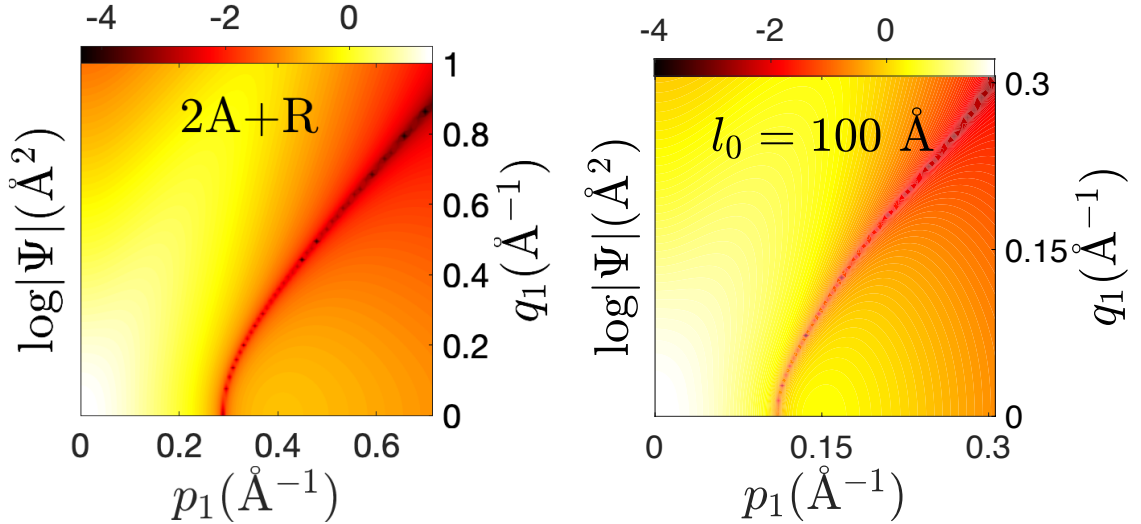 -4 -2 0
2A+R
log|Ψ|(Å²)
1
0.8
0.6
0.4
0.2
0
q₁(Å⁻¹)
0 0.2 0.4 0.6
p₁(Å⁻¹)
-4 -2 0
l₀ = 100 Å
log|Ψ|(Å²)
0.3
0.15
0
q₁(Å⁻¹)
0 0.15 0.3
p₁(Å⁻¹)